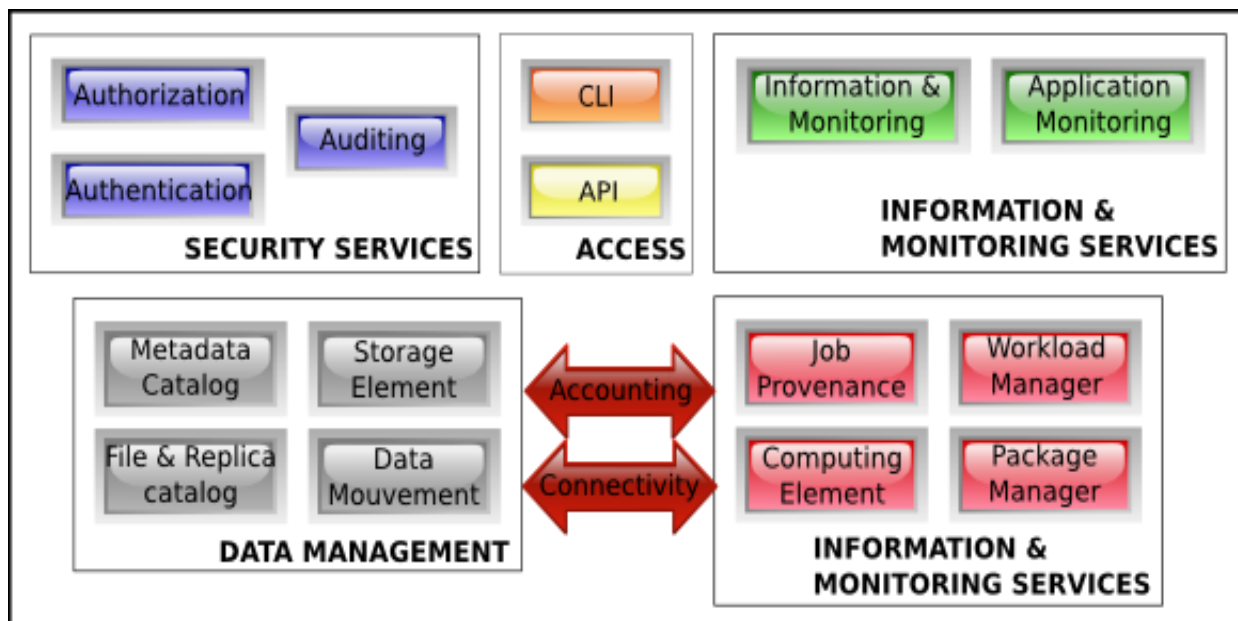 Authorization
Auditing
Authentication
SECURITY SERVICES
CLI
API
ACCESS
Information &
Monitoring
Application
Monitoring
INFORMATION &
MONITORING SERVICES
Metadata
Catalog
Storage
Element
File & Replica
catalog
Data
Mouvement
DATA MANAGEMENT
Accounting
Connectivity
Job
Provenance
Workload
Manager
Computing
Element
Package
Manager
INFORMATION &
MONITORING SERVICES